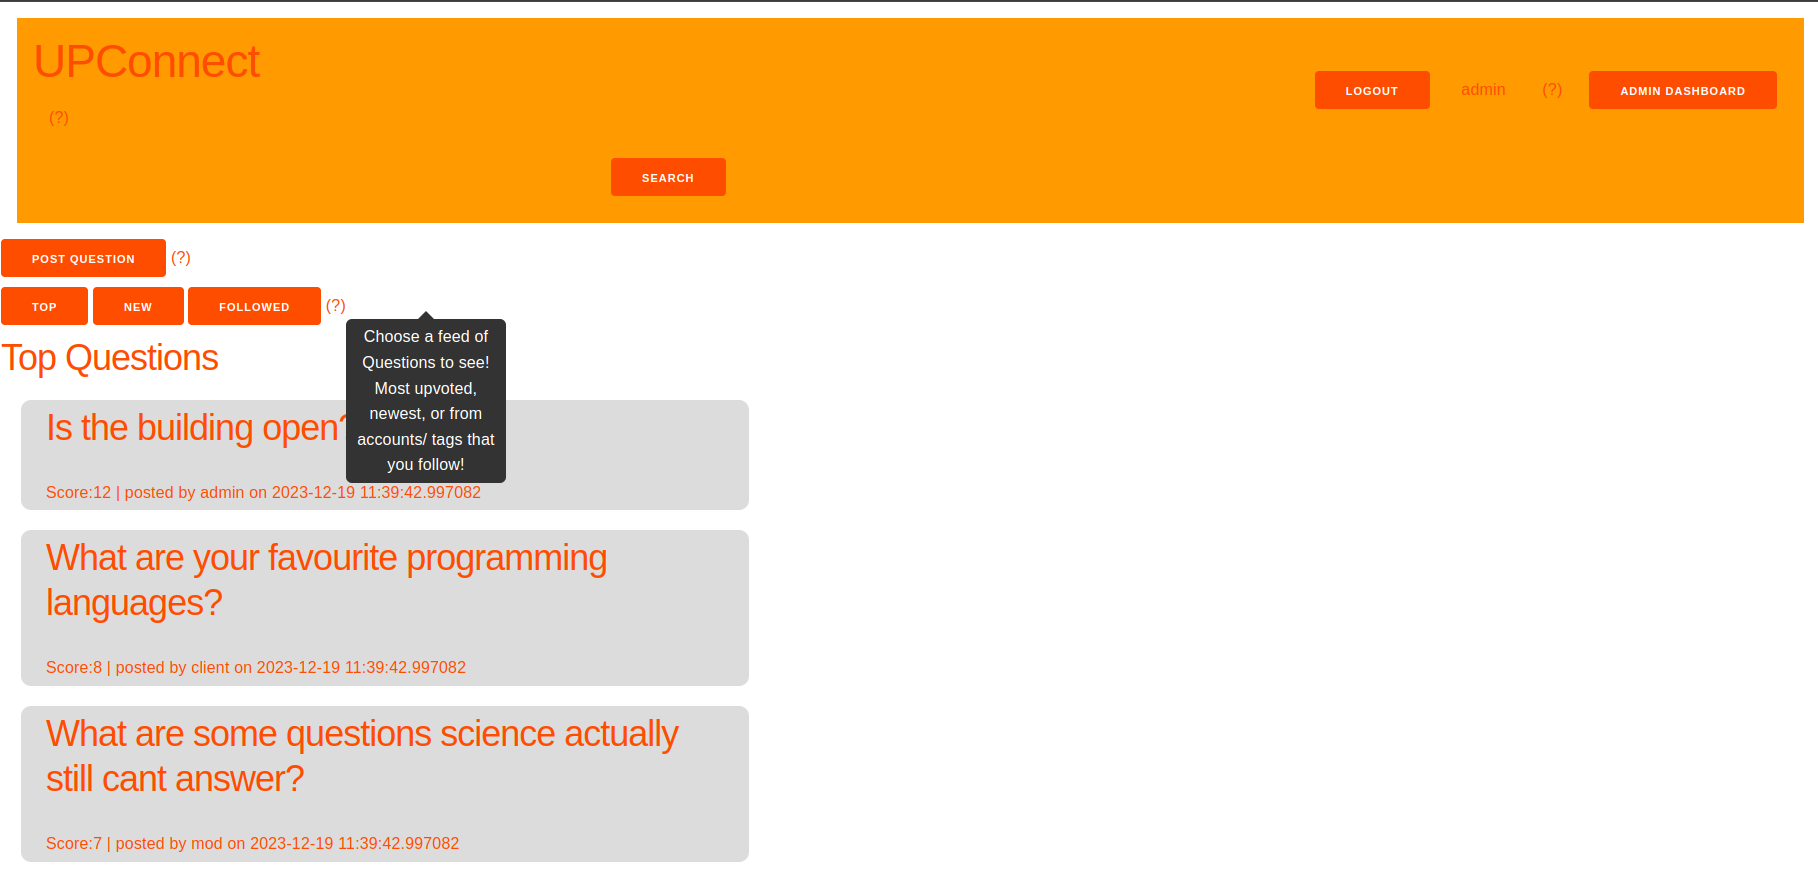 UPConnect
LOGOUT
admin
(?)
ADMIN DASHBOARD
(?)
SEARCH
POST QUESTION (?)
TOP NEW FOLLOWED (?)
Choose a feed of
Questions to see!
Most upvoted,
newest, or from
accounts/ tags that
you follow!
Top Questions
Is the building open?
Score:12 | posted by admin on 2023-12-19 11:39:42.997082
What are your favourite programming
languages?
Score:8 | posted by client on 2023-12-19 11:39:42.997082
What are some questions science actually
still cant answer?
Score:7 | posted by mod on 2023-12-19 11:39:42.997082